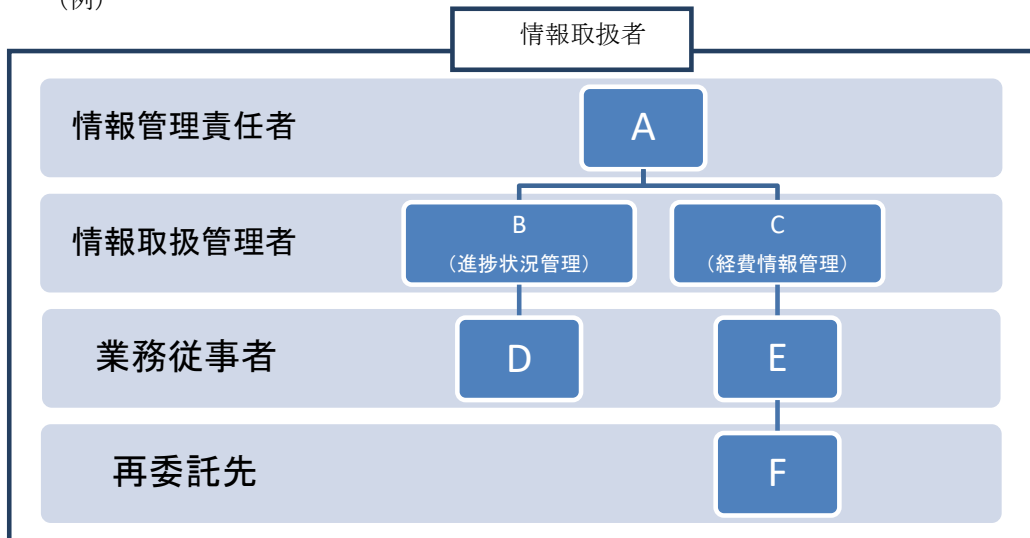 （例）
情報取扱者
情報管理責任者
A
情報取扱管理者
B
（進捗状況管理）
C
（経費情報管理）
業務従事者
D
E
再委託先
F